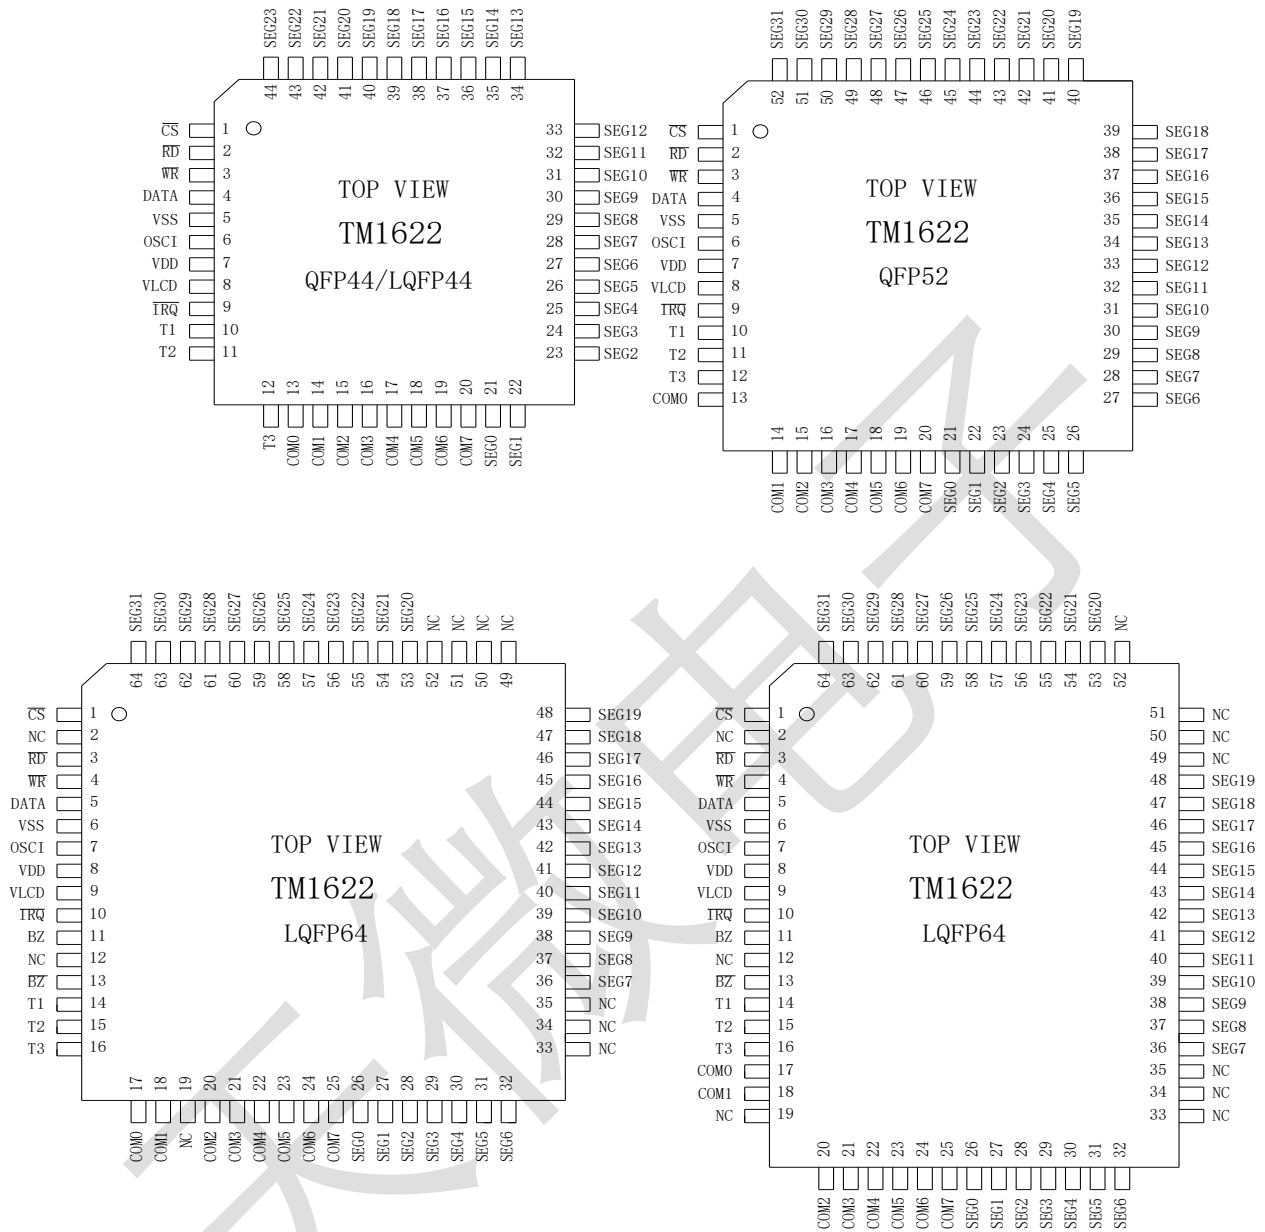 SEG23 SEG22 SEG21 SEG20 SEG19 SEG18 SEG17 SEG16 SEG15 SEG14 SEG13
44 43 42 41 40 39 38 37 36 35 34
C̅S̅ 1 33 SEG12
R̅D̅ 2 32 SEG11
W̅R̅ 3 31 SEG10
DATA 4 30 SEG9
VSS 5 29 SEG8
OSCI 6 28 SEG7
VDD 7 27 SEG6
VLCD 8 26 SEG5
I̅R̅Q̅ 9 25 SEG4
T1 10 24 SEG3
T2 11 23 SEG2
TOP VIEW
TM1622
QFP44/LQFP44
12 13 14 15 16 17 18 19 20 21 22
T3 COM0 COM1 COM2 COM3 COM4 COM5 COM6 COM7 SEG0 SEG1
SEG31 SEG30 SEG29 SEG28 SEG27 SEG26 SEG25 SEG24 SEG23 SEG22 SEG21 SEG20 SEG19
52 51 50 49 48 47 46 45 44 43 42 41 40
C̅S̅ 1 39 SEG18
R̅D̅ 2 38 SEG17
W̅R̅ 3 37 SEG16
DATA 4 36 SEG15
VSS 5 35 SEG14
OSCI 6 34 SEG13
VDD 7 33 SEG12
VLCD 8 32 SEG11
I̅R̅Q̅ 9 31 SEG10
T1 10 30 SEG9
T2 11 29 SEG8
T3 12 28 SEG7
COM0 13 27 SEG6
TOP VIEW
TM1622
QFP52
14 15 16 17 18 19 20 21 22 23 24 25 26
COM1 COM2 COM3 COM4 COM5 COM6 COM7 SEG0 SEG1 SEG2 SEG3 SEG4 SEG5
SEG31 SEG30 SEG29 SEG28 SEG27 SEG26 SEG25 SEG24 SEG23 SEG22 SEG21 SEG20 NC NC NC NC
64 63 62 61 60 59 58 57 56 55 54 53 52 51 50 49
C̅S̅ 1 48 SEG19
NC 2 47 SEG18
R̅D̅ 3 46 SEG17
W̅R̅ 4 45 SEG16
DATA 5 44 SEG15
VSS 6 43 SEG14
OSCI 7 42 SEG13
VDD 8 41 SEG12
VLCD 9 40 SEG11
I̅R̅Q̅ 10 39 SEG10
BZ 11 38 SEG9
NC 12 37 SEG8
B̅Z̅ 13 36 SEG7
T1 14 35 NC
T2 15 34 NC
T3 16 33 NC
TOP VIEW
TM1622
LQFP64
17 18 19 20 21 22 23 24 25 26 27 28 29 30 31 32
COM0 COM1 NC COM2 COM3 COM4 COM5 COM6 COM7 SEG0 SEG1 SEG2 SEG3 SEG4 SEG5 SEG6
SEG31 SEG30 SEG29 SEG28 SEG27 SEG26 SEG25 SEG24 SEG23 SEG22 SEG21 SEG20 NC
64 63 62 61 60 59 58 57 56 55 54 53 52
C̅S̅ 1 51 NC
NC 2 50 NC
R̅D̅ 3 49 NC
W̅R̅ 4 48 SEG19
DATA 5 47 SEG18
VSS 6 46 SEG17
OSCI 7 45 SEG16
VDD 8 44 SEG15
VLCD 9 43 SEG14
I̅R̅Q̅ 10 42 SEG13
BZ 11 41 SEG12
NC 12 40 SEG11
B̅Z̅ 13 39 SEG10
T1 14 38 SEG9
T2 15 37 SEG8
T3 16 36 SEG7
COM0 17 35 NC
COM1 18 34 NC
NC 19 33 NC
TOP VIEW
TM1622
LQFP64
20 21 22 23 24 25 26 27 28 29 30 31 32
COM2 COM3 COM4 COM5 COM6 COM7 SEG0 SEG1 SEG2 SEG3 SEG4 SEG5 SEG6
天微电子